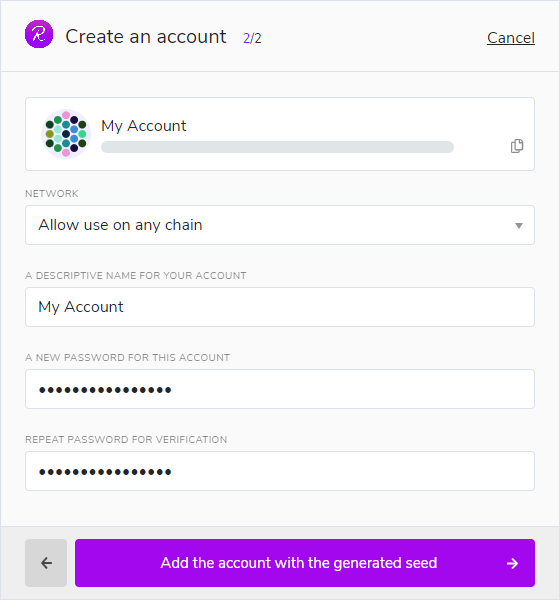 R
Create an account 2/2 Cancel
My Account
NETWORK
Allow use on any chain
A DESCRIPTIVE NAME FOR YOUR ACCOUNT
My Account
A NEW PASSWORD FOR THIS ACCOUNT
••••••••••••••••
REPEAT PASSWORD FOR VERIFICATION
••••••••••••••••
Add the account with the generated seed